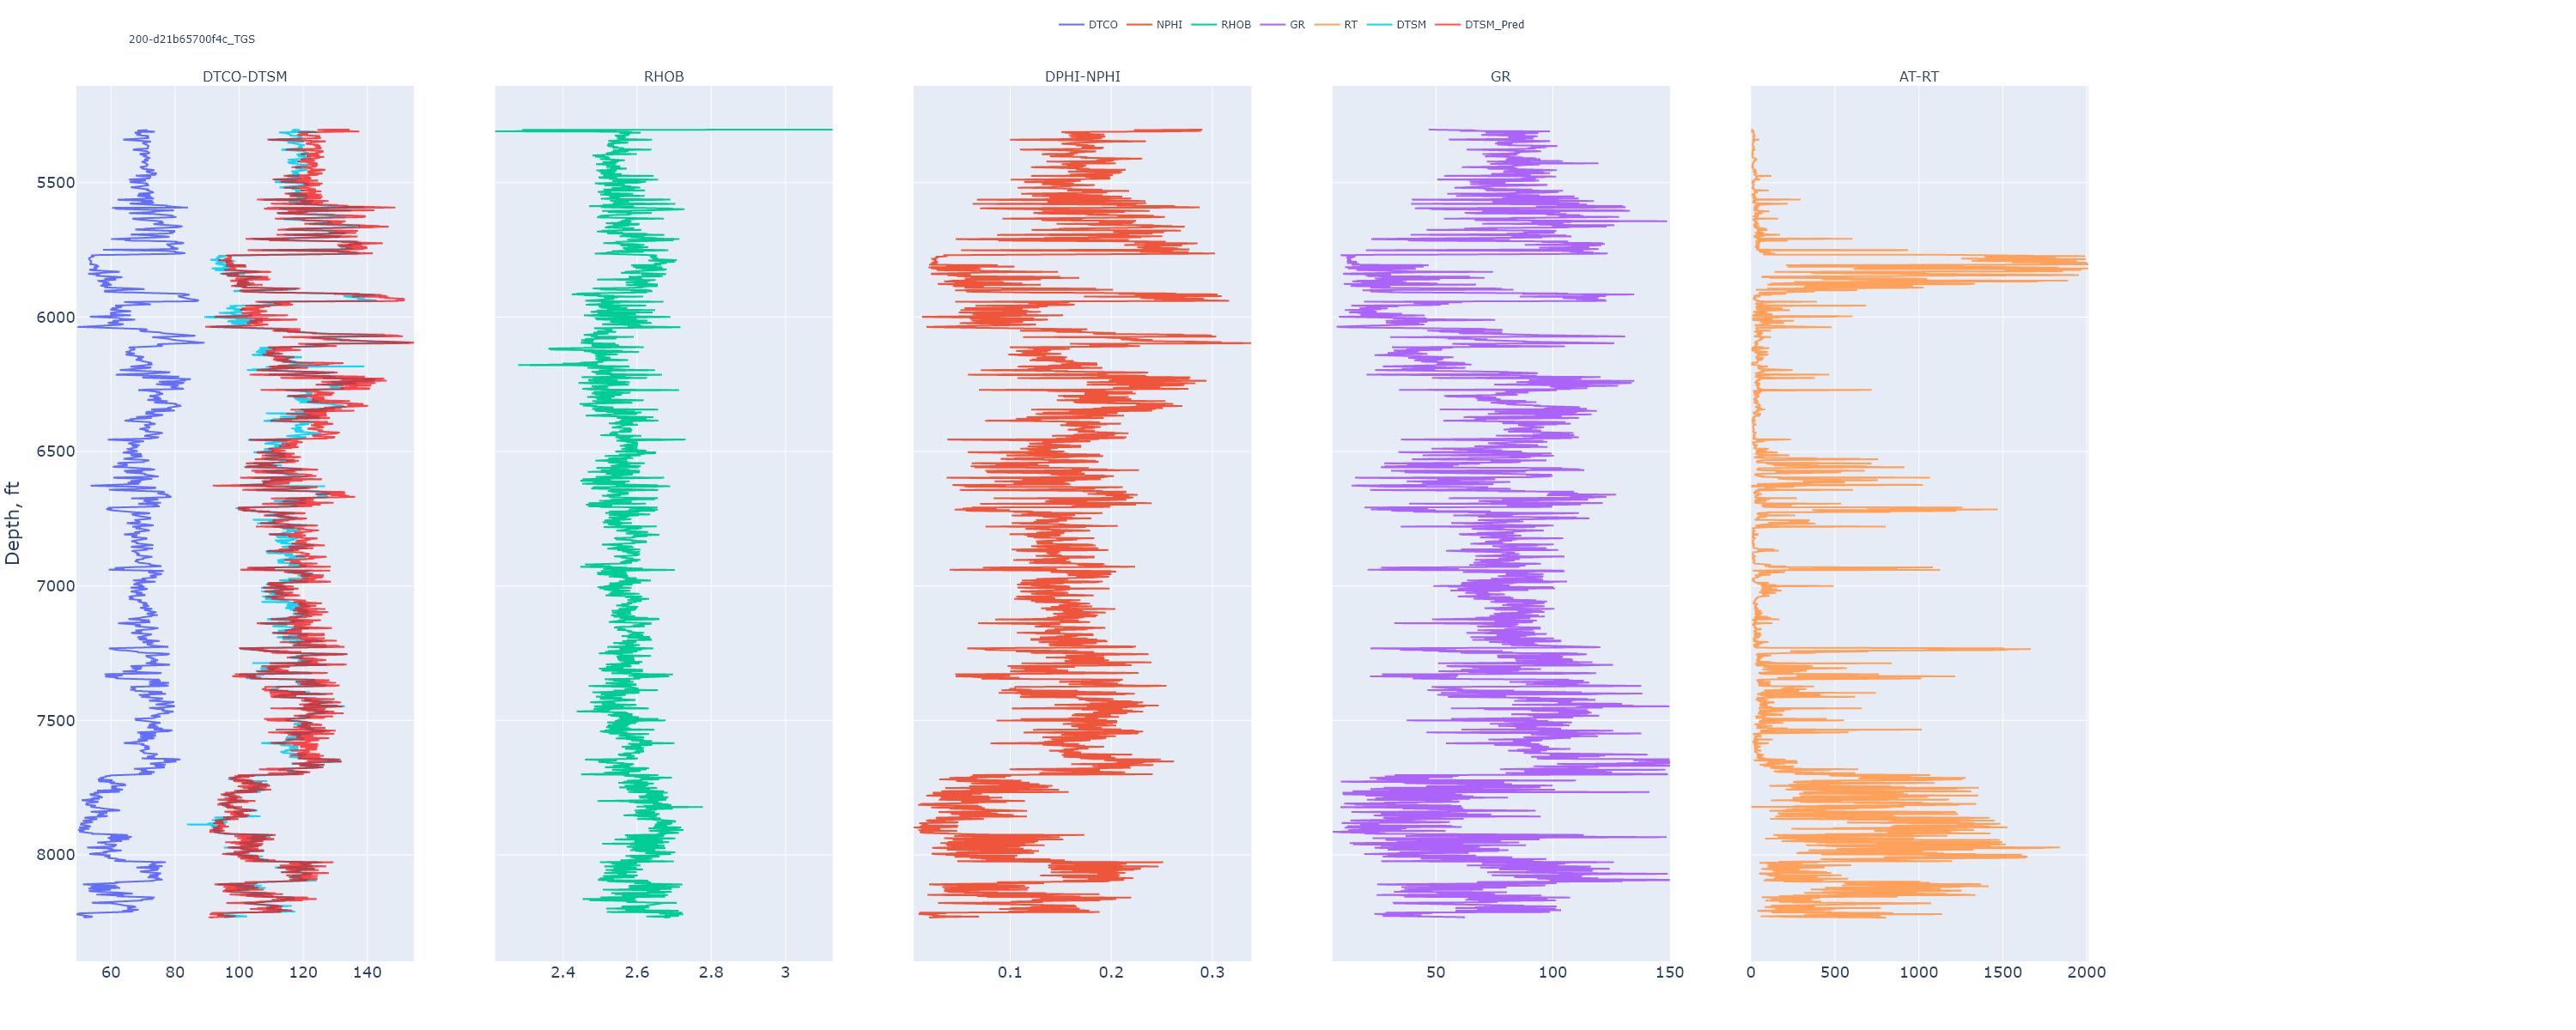 DTCO NPHI RHOB GR RT DTSM DTSM_Pred
200-d21b65700f4c_TGS
DTCO-DTSM RHOB DPHI-NPHI GR AT-RT
Depth, ft
5500
6000
6500
7000
7500
8000
60 80 100 120 140 2.4 2.6 2.8 3 0.1 0.2 0.3 50 100 150 0 500 1000 1500 2000